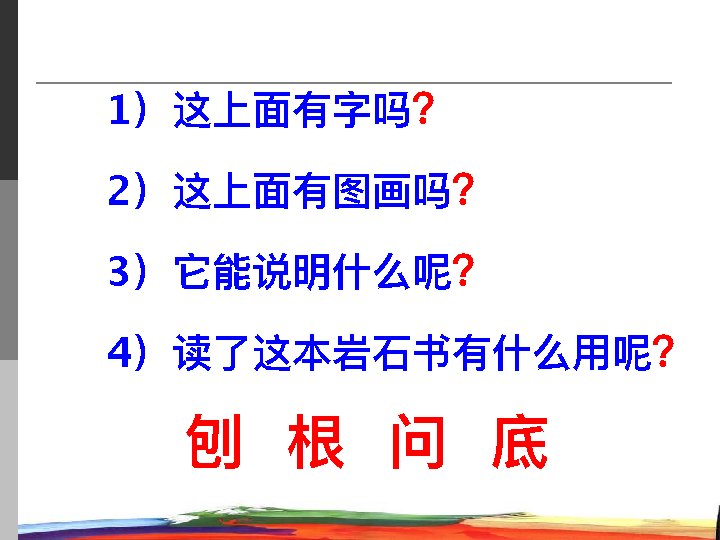 1）这上面有字吗?
2）这上面有图画吗?
3）它能说明什么呢?
4）读了这本岩石书有什么用呢?
刨 根 问 底